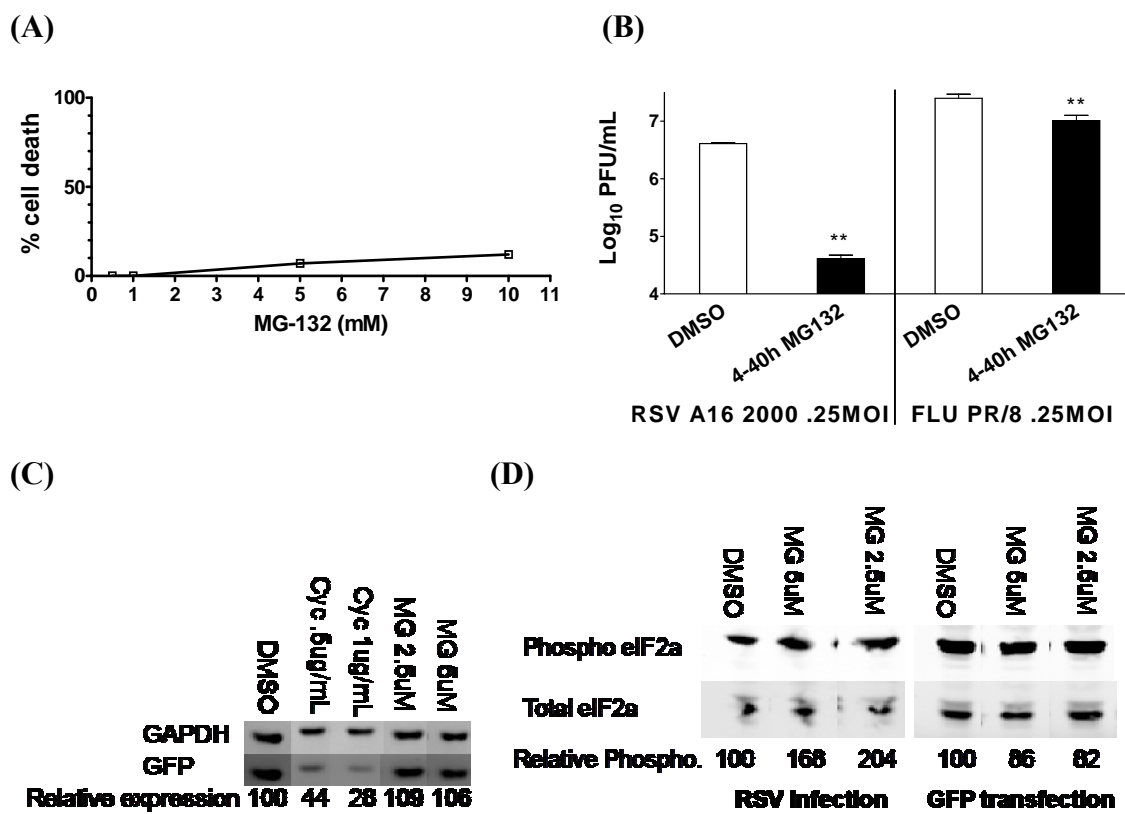 (A)
100
50
0
% cell death
0 1 2 3 4 5 6 7 8 9 10 11
MG-132 (mM)
(B)
7
6
5
4
Log10 PFU/mL
**
**
DMSO
4-40h MG132
DMSO
4-40h MG132
RSV A16 2000 .25MOI
FLU PR/8 .25MOI
(C)
DMSO
Cyc .5ug/mL
Cyc 1ug/mL
MG 2.5uM
MG 5uM
GAPDH
GFP
Relative expression 100 44 28 109 106
(D)
DMSO
MG 5uM
MG 2.5uM
DMSO
MG 5uM
MG 2.5uM
Phospho eIF2a
Total eIF2a
Relative Phospho. 100 168 204 100 86 82
RSV Infection
GFP transfection